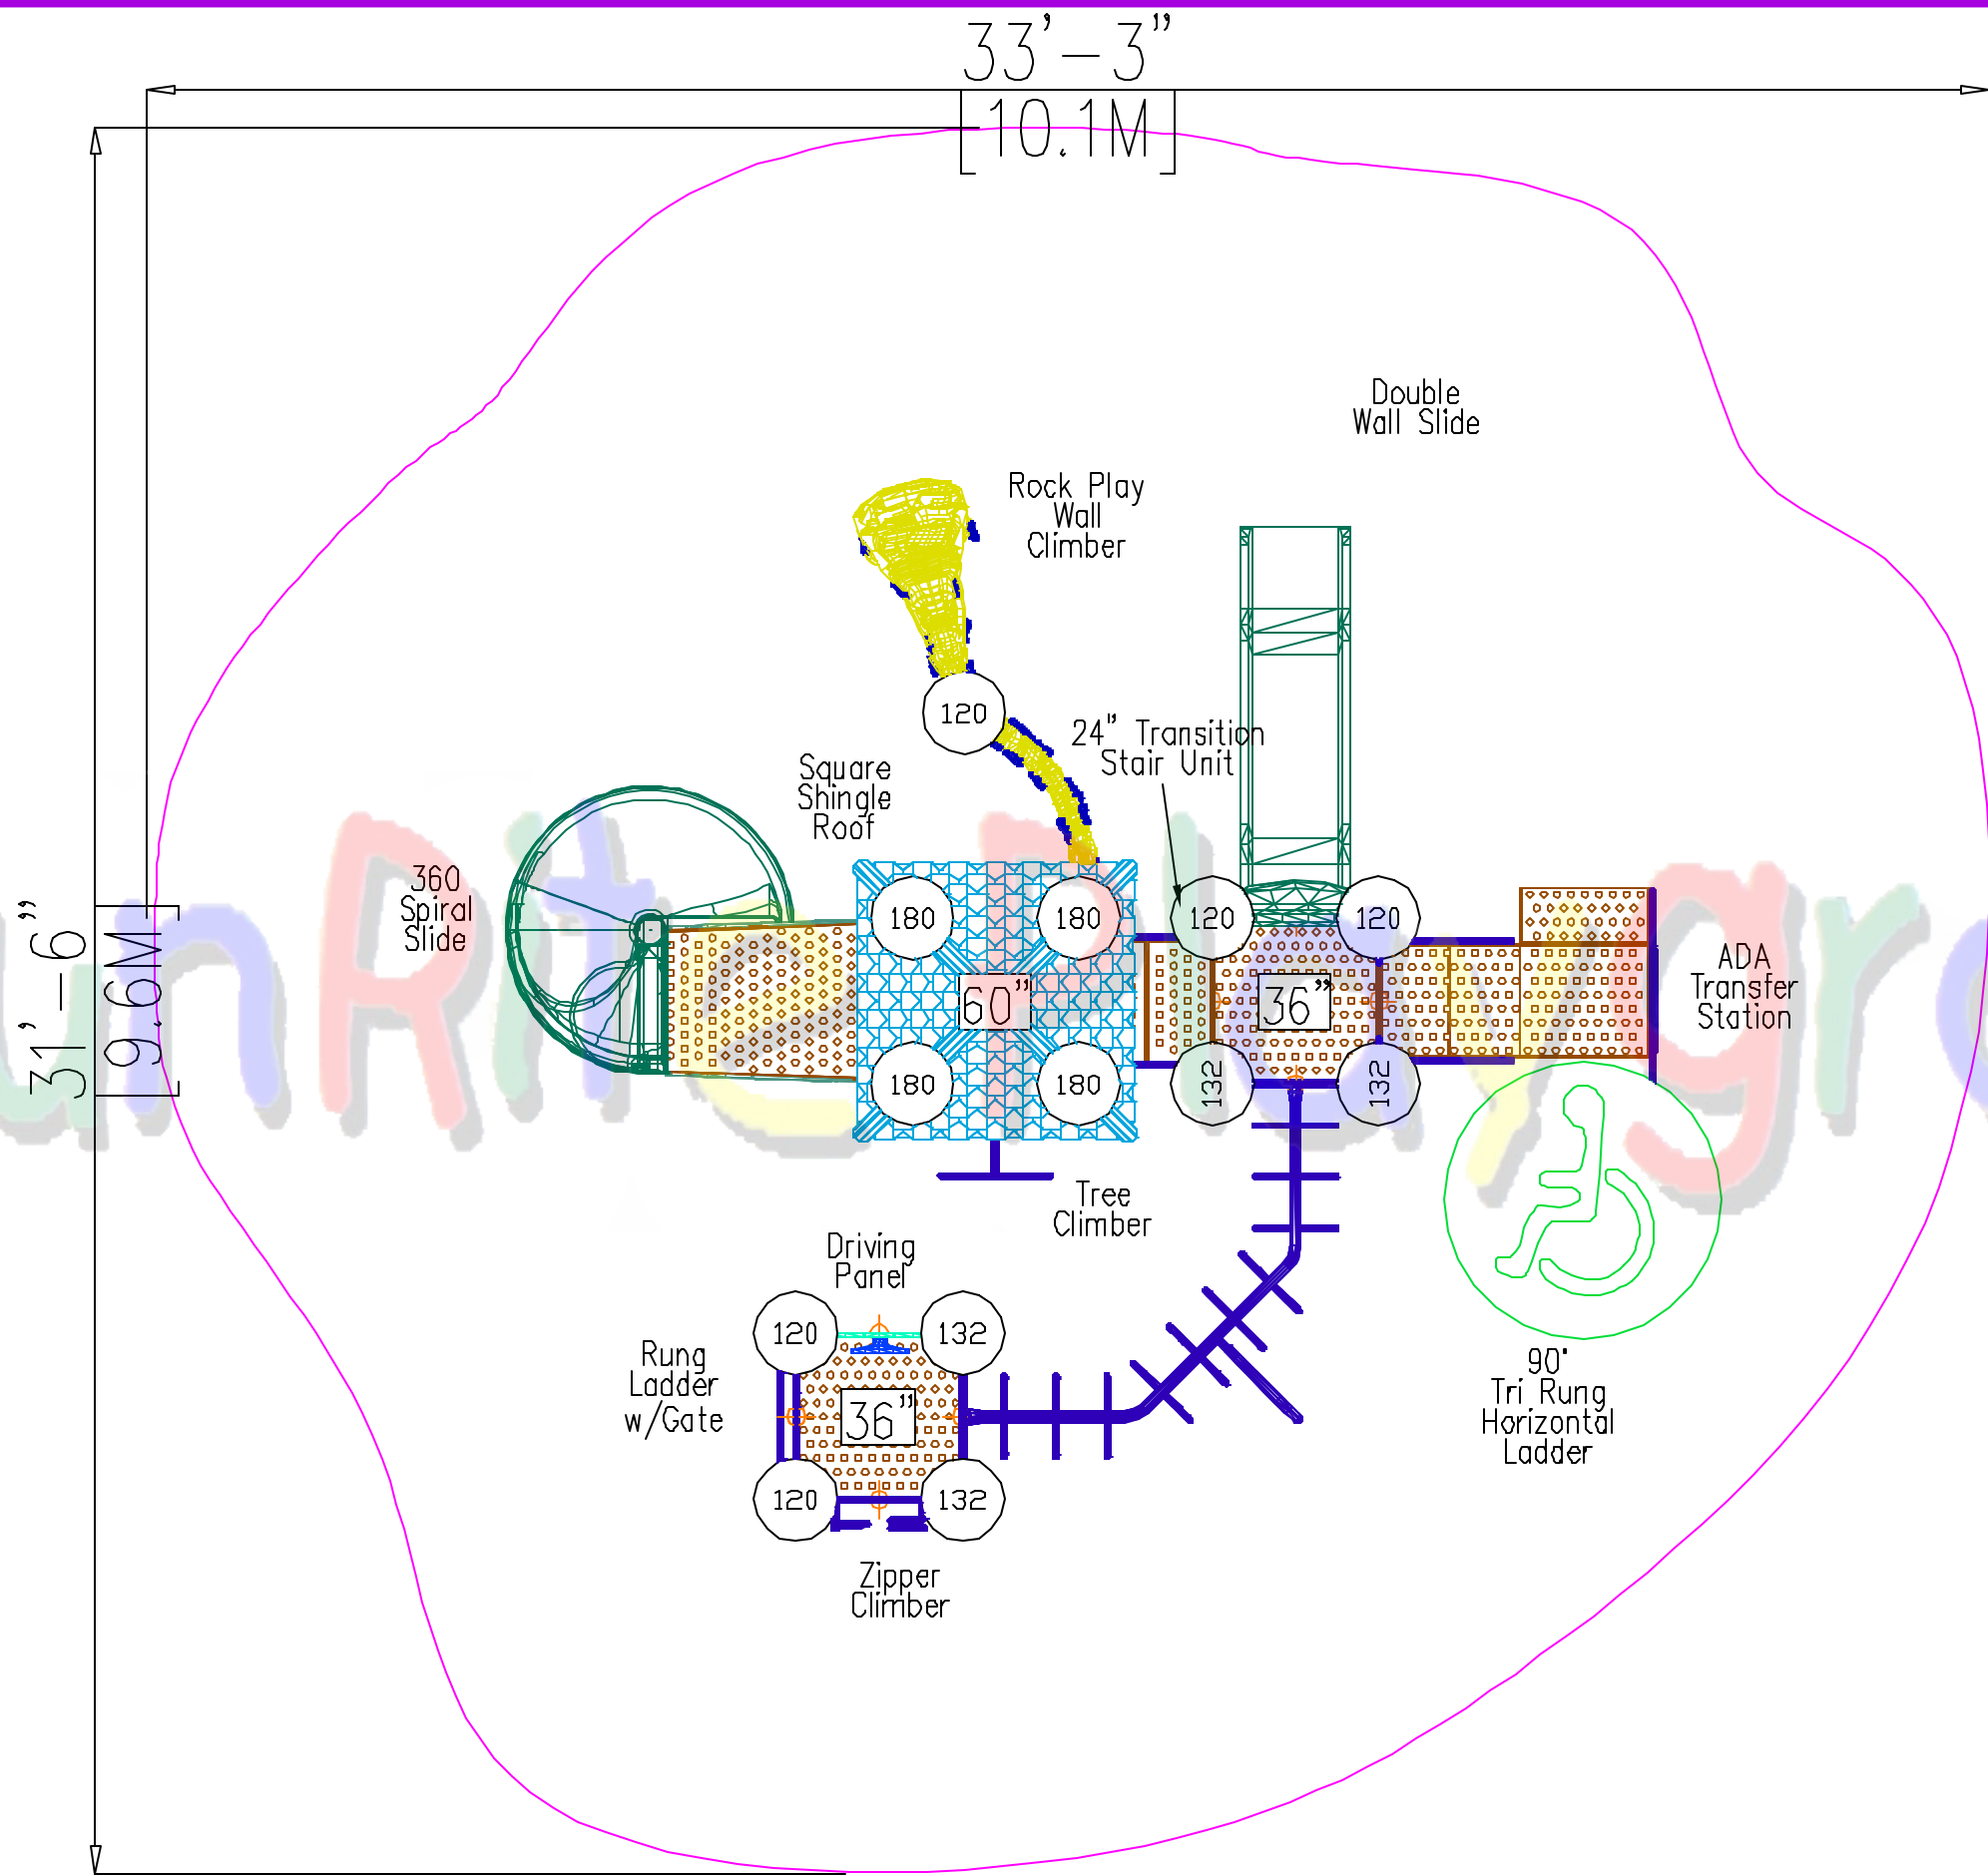 33'-3"
[10.1M]
Double
Wall Slide
Rock Play
Wall
Climber
120
24" Transition
Stair Unit
Square
Shingle
Roof
360
Spiral
Slide
31'-6"
[9.6M]
180
180
120
120
60"
36"
ADA
Transfer
Station
180
180
132
132
unRite Playgro
Tree
Climber
Driving
Panel
120
132
Rung
Ladder
w/Gate
36"
90°
Tri Rung
Horizontal
Ladder
120
132
Zipper
Climber